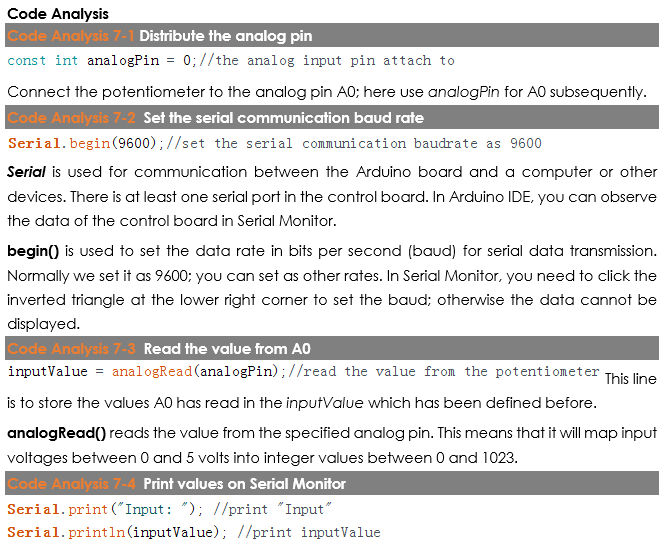 Code Analysis
Code Analysis 7-1 Distribute the analog pin
const int analogPin = 0;//the analog input pin attach to
Connect the potentiometer to the analog pin A0; here use analogPin for A0 subsequently.
Code Analysis 7-2 Set the serial communication baud rate
Serial.begin(9600);//set the serial communication baudrate as 9600
Serial is used for communication between the Arduino board and a computer or other
devices. There is at least one serial port in the control board. In Arduino IDE, you can observe
the data of the control board in Serial Monitor.
begin() is used to set the data rate in bits per second (baud) for serial data transmission.
Normally we set it as 9600; you can set as other rates. In Serial Monitor, you need to click the
inverted triangle at the lower right corner to set the baud; otherwise the data cannot be
displayed.
Code Analysis 7-3 Read the value from A0
inputValue = analogRead(analogPin);//read the value from the potentiometer This line
is to store the values A0 has read in the inputValue which has been defined before.
analogRead() reads the value from the specified analog pin. This means that it will map input
voltages between 0 and 5 volts into integer values between 0 and 1023.
Code Analysis 7-4 Print values on Serial Monitor
Serial.print("Input: "); //print "Input"
Serial.println(inputValue); //print inputValue